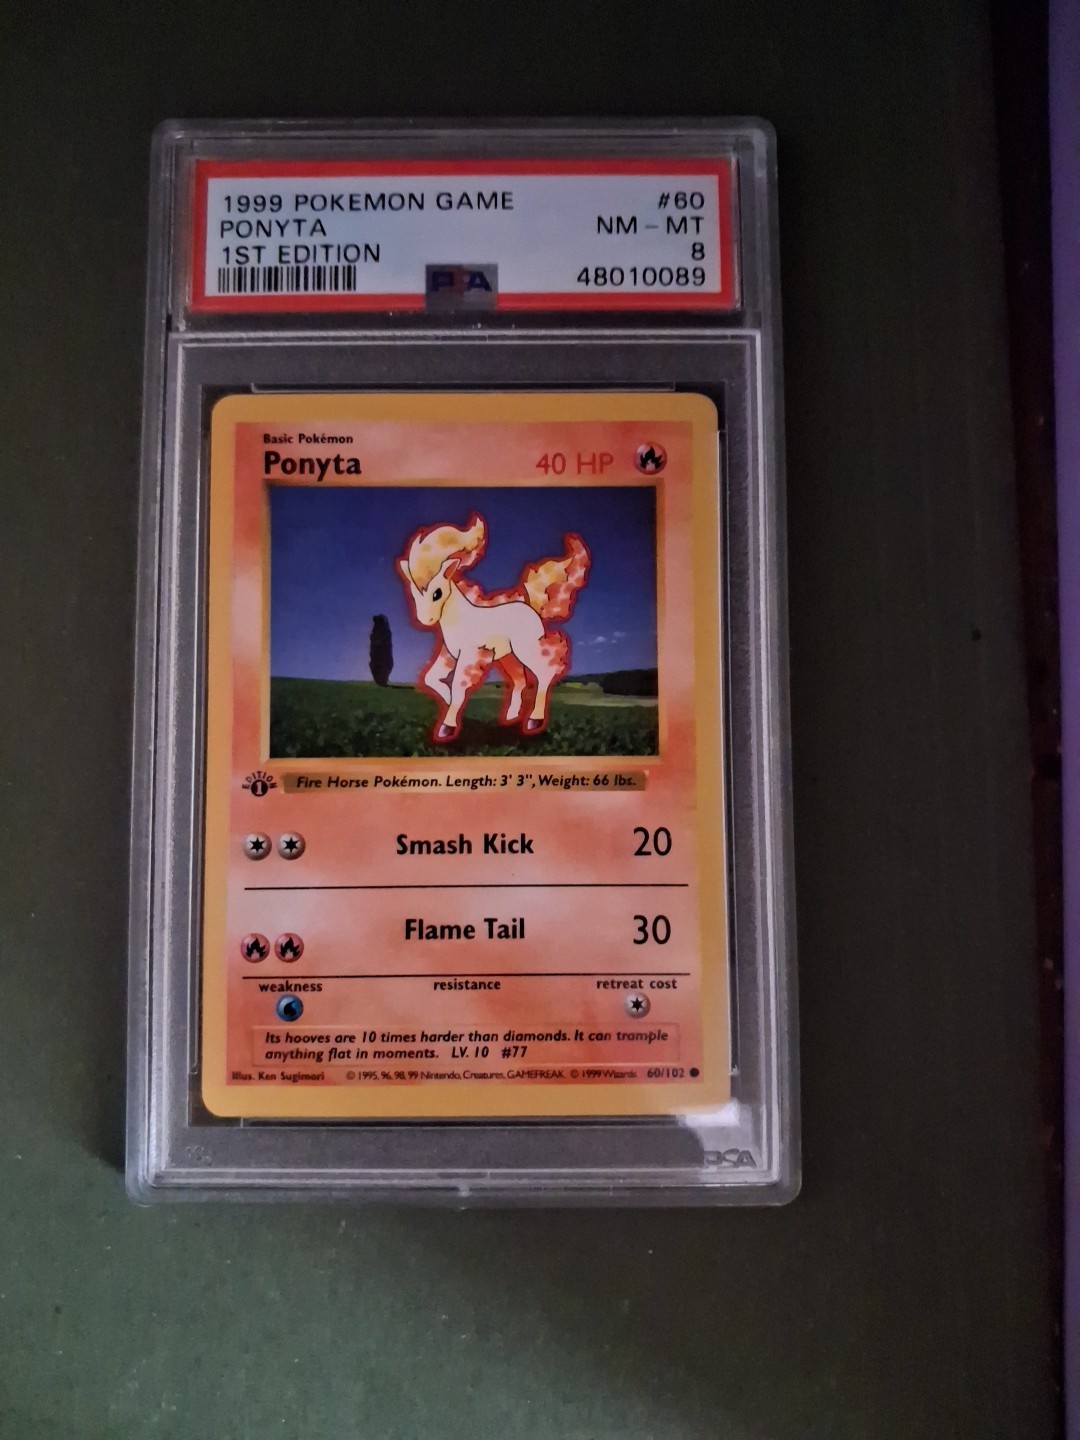 1999 POKEMON GAME #60
PONYTA NM - MT
1ST EDITION 8
PSA 48010089
Basic Pokémon
Ponyta 40 HP
EDITION 1
Fire Horse Pokémon. Length: 3' 3", Weight: 66 lbs.
Smash Kick 20
Flame Tail 30
weakness resistance retreat cost
Its hooves are 10 times harder than diamonds. It can trample
anything flat in moments. LV. 10 #77
Illus. Ken Sugimori © 1995, 96, 98, 99 Nintendo, Creatures, GAMEFREAK. © 1999 Wizards. 60/102
PSA